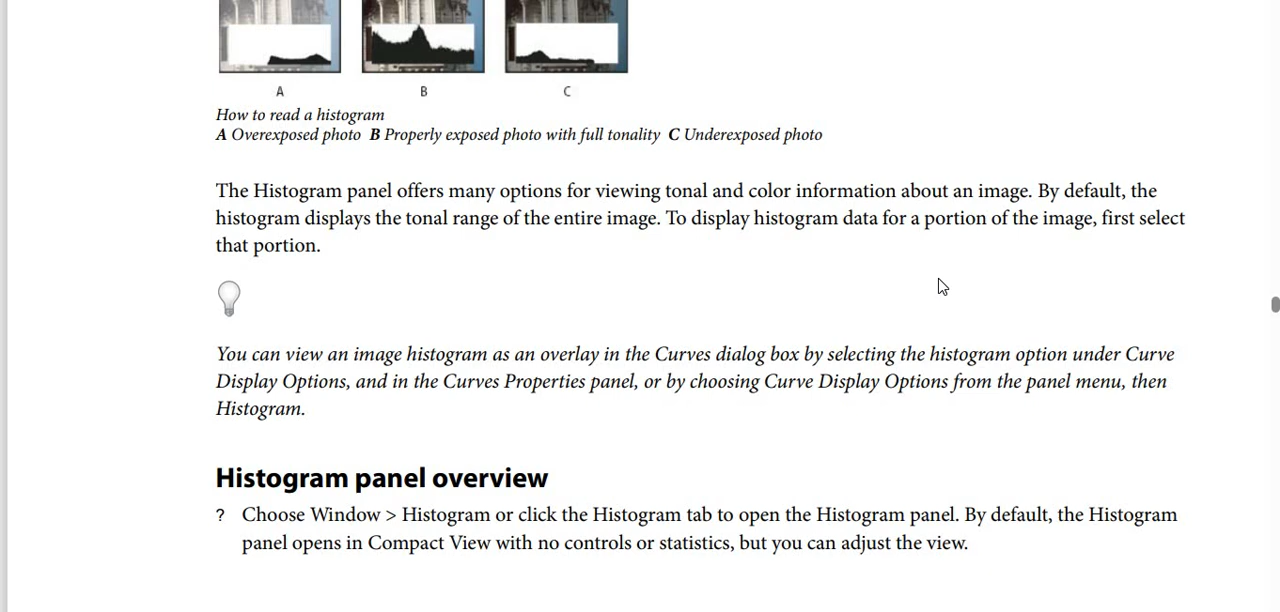 A B C
How to read a histogram
A Overexposed photo B Properly exposed photo with full tonality C Underexposed photo
The Histogram panel offers many options for viewing tonal and color information about an image. By default, the
histogram displays the tonal range of the entire image. To display histogram data for a portion of the image, first select
that portion.
You can view an image histogram as an overlay in the Curves dialog box by selecting the histogram option under Curve
Display Options, and in the Curves Properties panel, or by choosing Curve Display Options from the panel menu, then
Histogram.
Histogram panel overview
? Choose Window > Histogram or click the Histogram tab to open the Histogram panel. By default, the Histogram
panel opens in Compact View with no controls or statistics, but you can adjust the view.